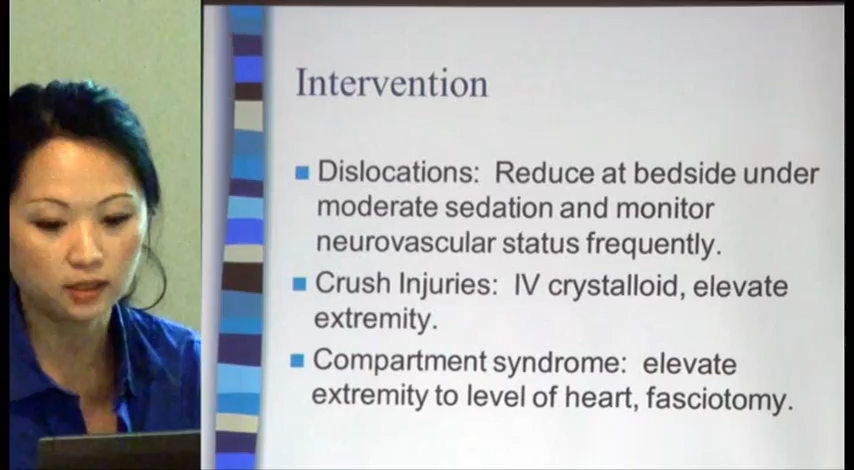 Intervention
Dislocations: Reduce at bedside under
moderate sedation and monitor
neurovascular status frequently.
Crush Injuries: IV crystalloid, elevate
extremity.
Compartment syndrome: elevate
extremity to level of heart, fasciotomy.